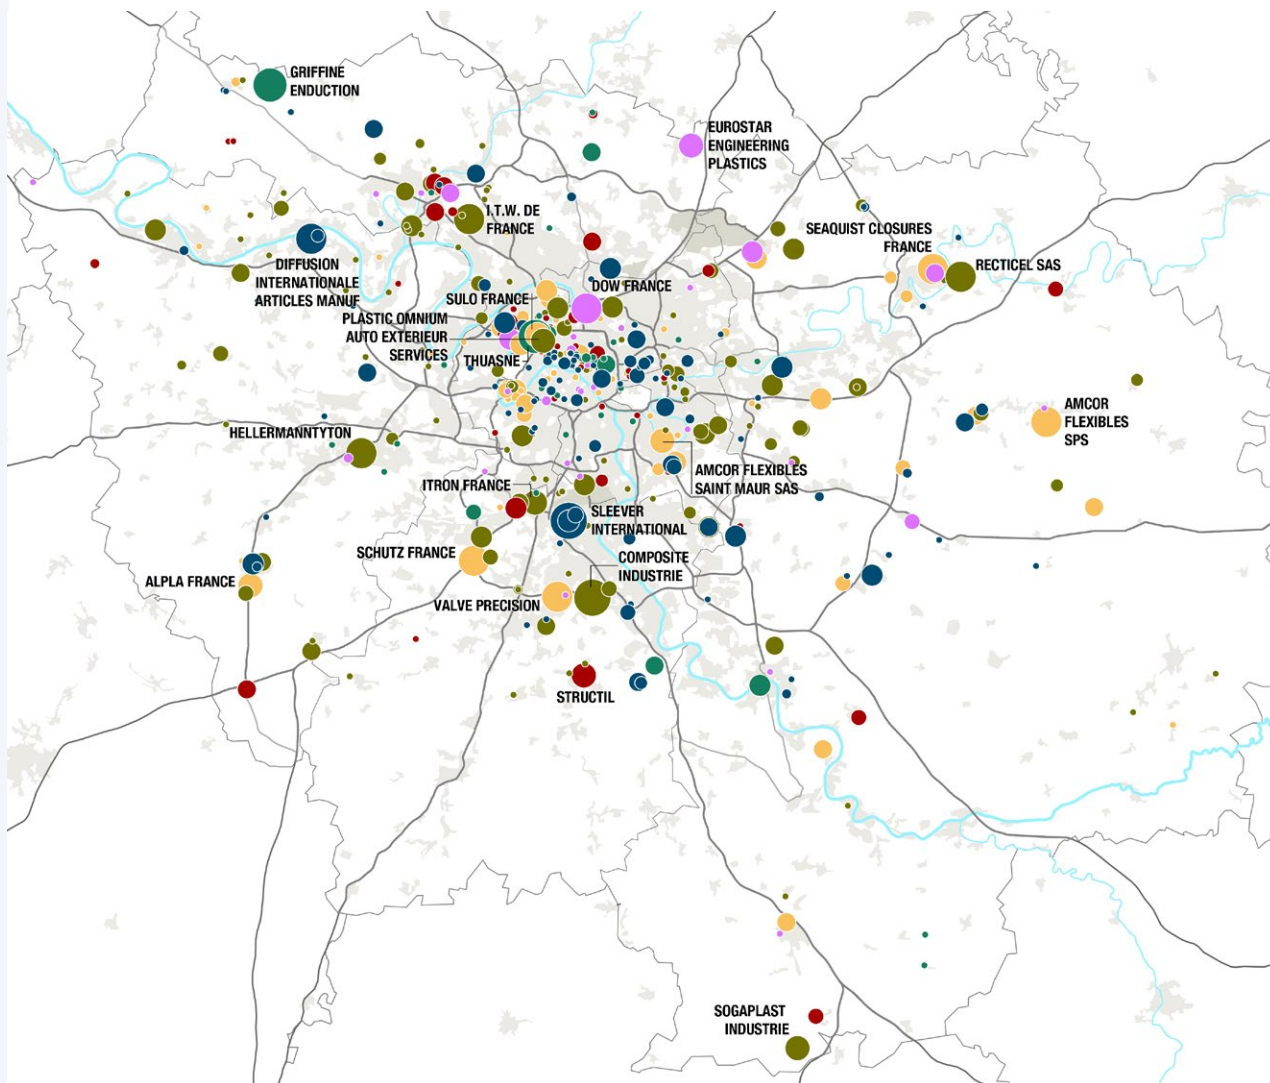 GRIFFINE
ENDUCTION
EUROSTAR
ENGINEERING
PLASTICS
I.T.W. DE
FRANCE
SEAQUIST CLOSURES
FRANCE
RECTICEL SAS
DIFFUSION
INTERNATIONALE
ARTICLES MANUF
DOW FRANCE
SULO FRANCE
PLASTIC OMNIUM
AUTO EXTERIEUR
SERVICES
THUASNE
AMCOR
FLEXIBLES
SPS
HELLERMANNTYTON
AMCOR FLEXIBLES
SAINT MAUR SAS
ITRON FRANCE
SLEEVER
INTERNATIONAL
SCHUTZ FRANCE
COMPOSITE
INDUSTRIE
ALPLA FRANCE
VALVE PRECISION
STRUCTIL
SOGAPLAST
INDUSTRIE